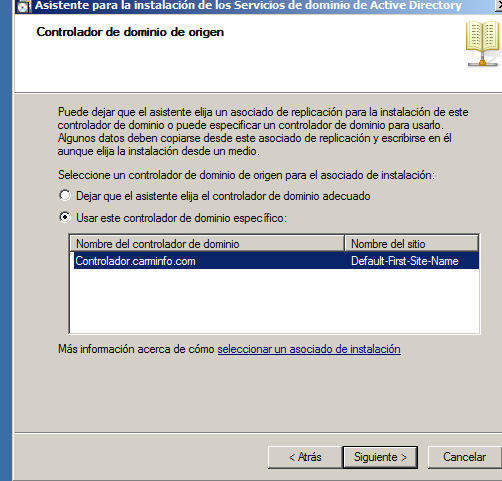 Asistente para la instalación de los Servicios de dominio de Active Directory
Controlador de dominio de origen
Puede dejar que el asistente elija un asociado de replicación para la instalación de este
controlador de dominio o puede especificar un controlador de dominio para usarlo.
Algunos datos deben copiarse desde este asociado de replicación y escribirse en él
aunque elija la instalación desde un medio.
Seleccione un controlador de dominio de origen para el asociado de instalación:
Dejar que el asistente elija el controlador de dominio adecuado
Usar este controlador de dominio específico:
Nombre del controlador de dominio Nombre del sitio
Controlador.carminfo.com Default-First-Site-Name
Más información acerca de cómo seleccionar un asociado de instalación
< Atrás Siguiente > Cancelar